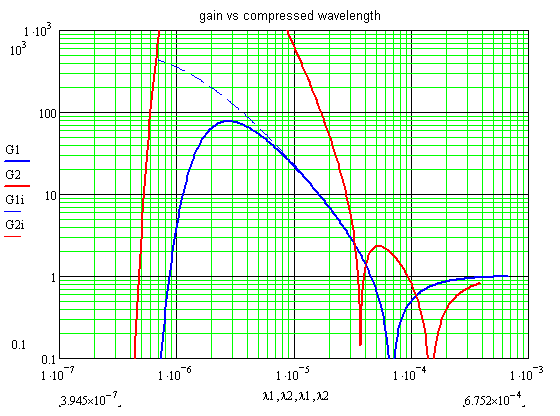 gain vs compressed wavelength
1·10³
10³
100
10
1
0.1
0.1
G1
G2
G1i
G2i
1·10⁻⁷ 1·10⁻⁶ 1·10⁻⁵ 1·10⁻⁴ 1·10⁻³
3.945×10⁻⁷ λ1,λ2,λ1,λ2 6.752×10⁻⁴